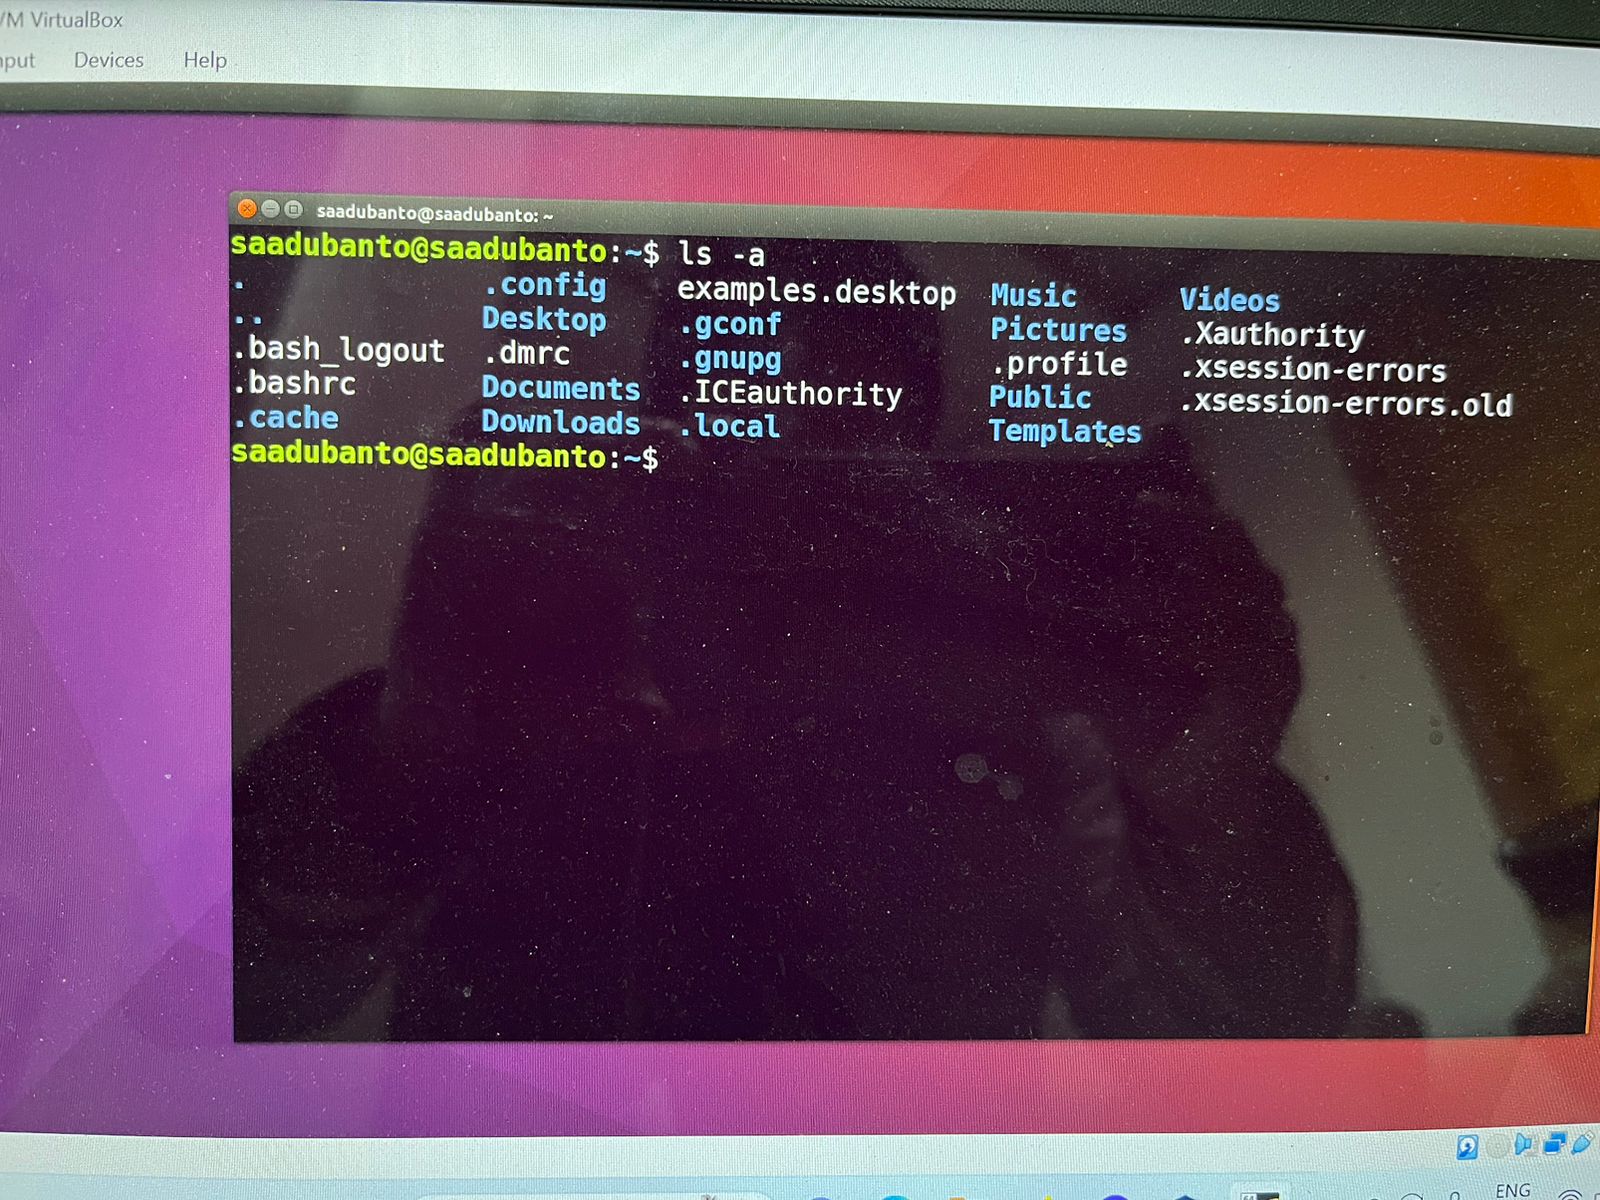 VM VirtualBox
Devices Help
saadubanto@saadubanto: ~
saadubanto@saadubanto:~$ ls -a
. .config examples.desktop Music Videos
.. Desktop .gconf Pictures .Xauthority
.bash_logout .dmrc .gnupg .profile .xsession-errors
.bashrc Documents .ICEauthority Public .xsession-errors.old
.cache Downloads .local Templates
saadubanto@saadubanto:~$
ENG